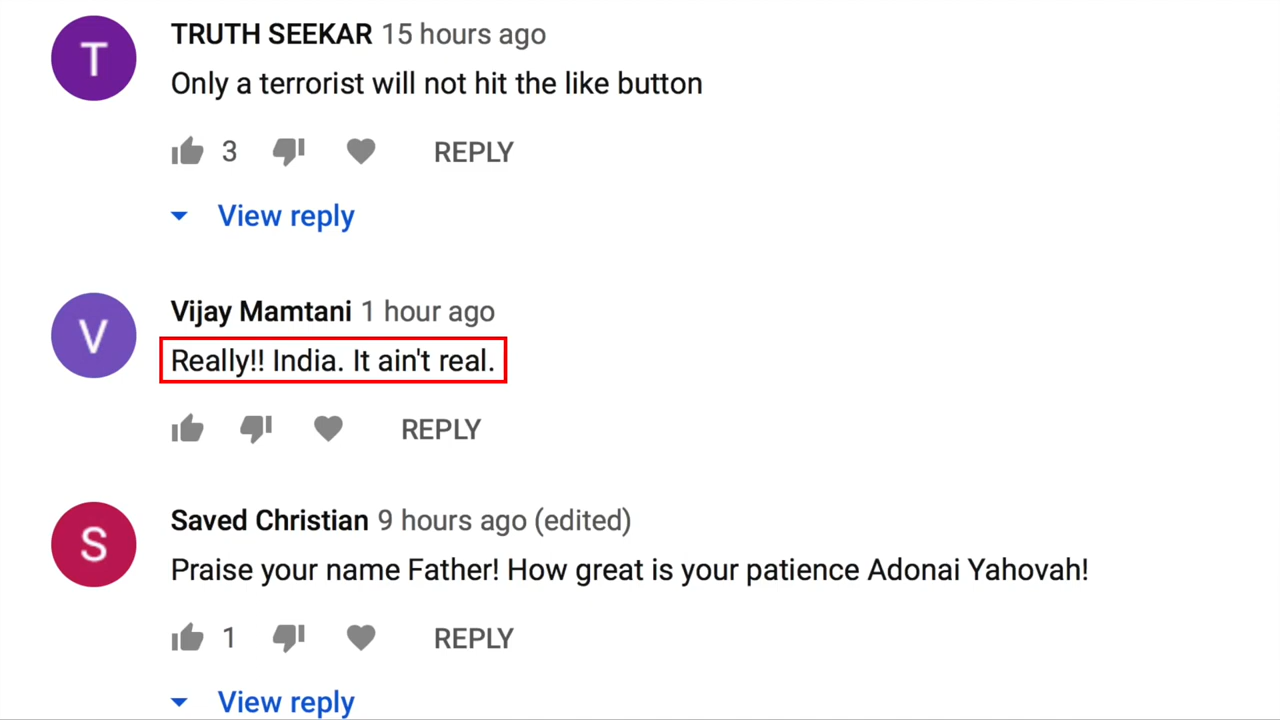 T
TRUTH SEEKAR 15 hours ago
Only a terrorist will not hit the like button
3 REPLY
View reply
V
Vijay Mamtani 1 hour ago
Really!! India. It ain't real.
REPLY
S
Saved Christian 9 hours ago (edited)
Praise your name Father! How great is your patience Adonai Yahovah!
1 REPLY
View reply